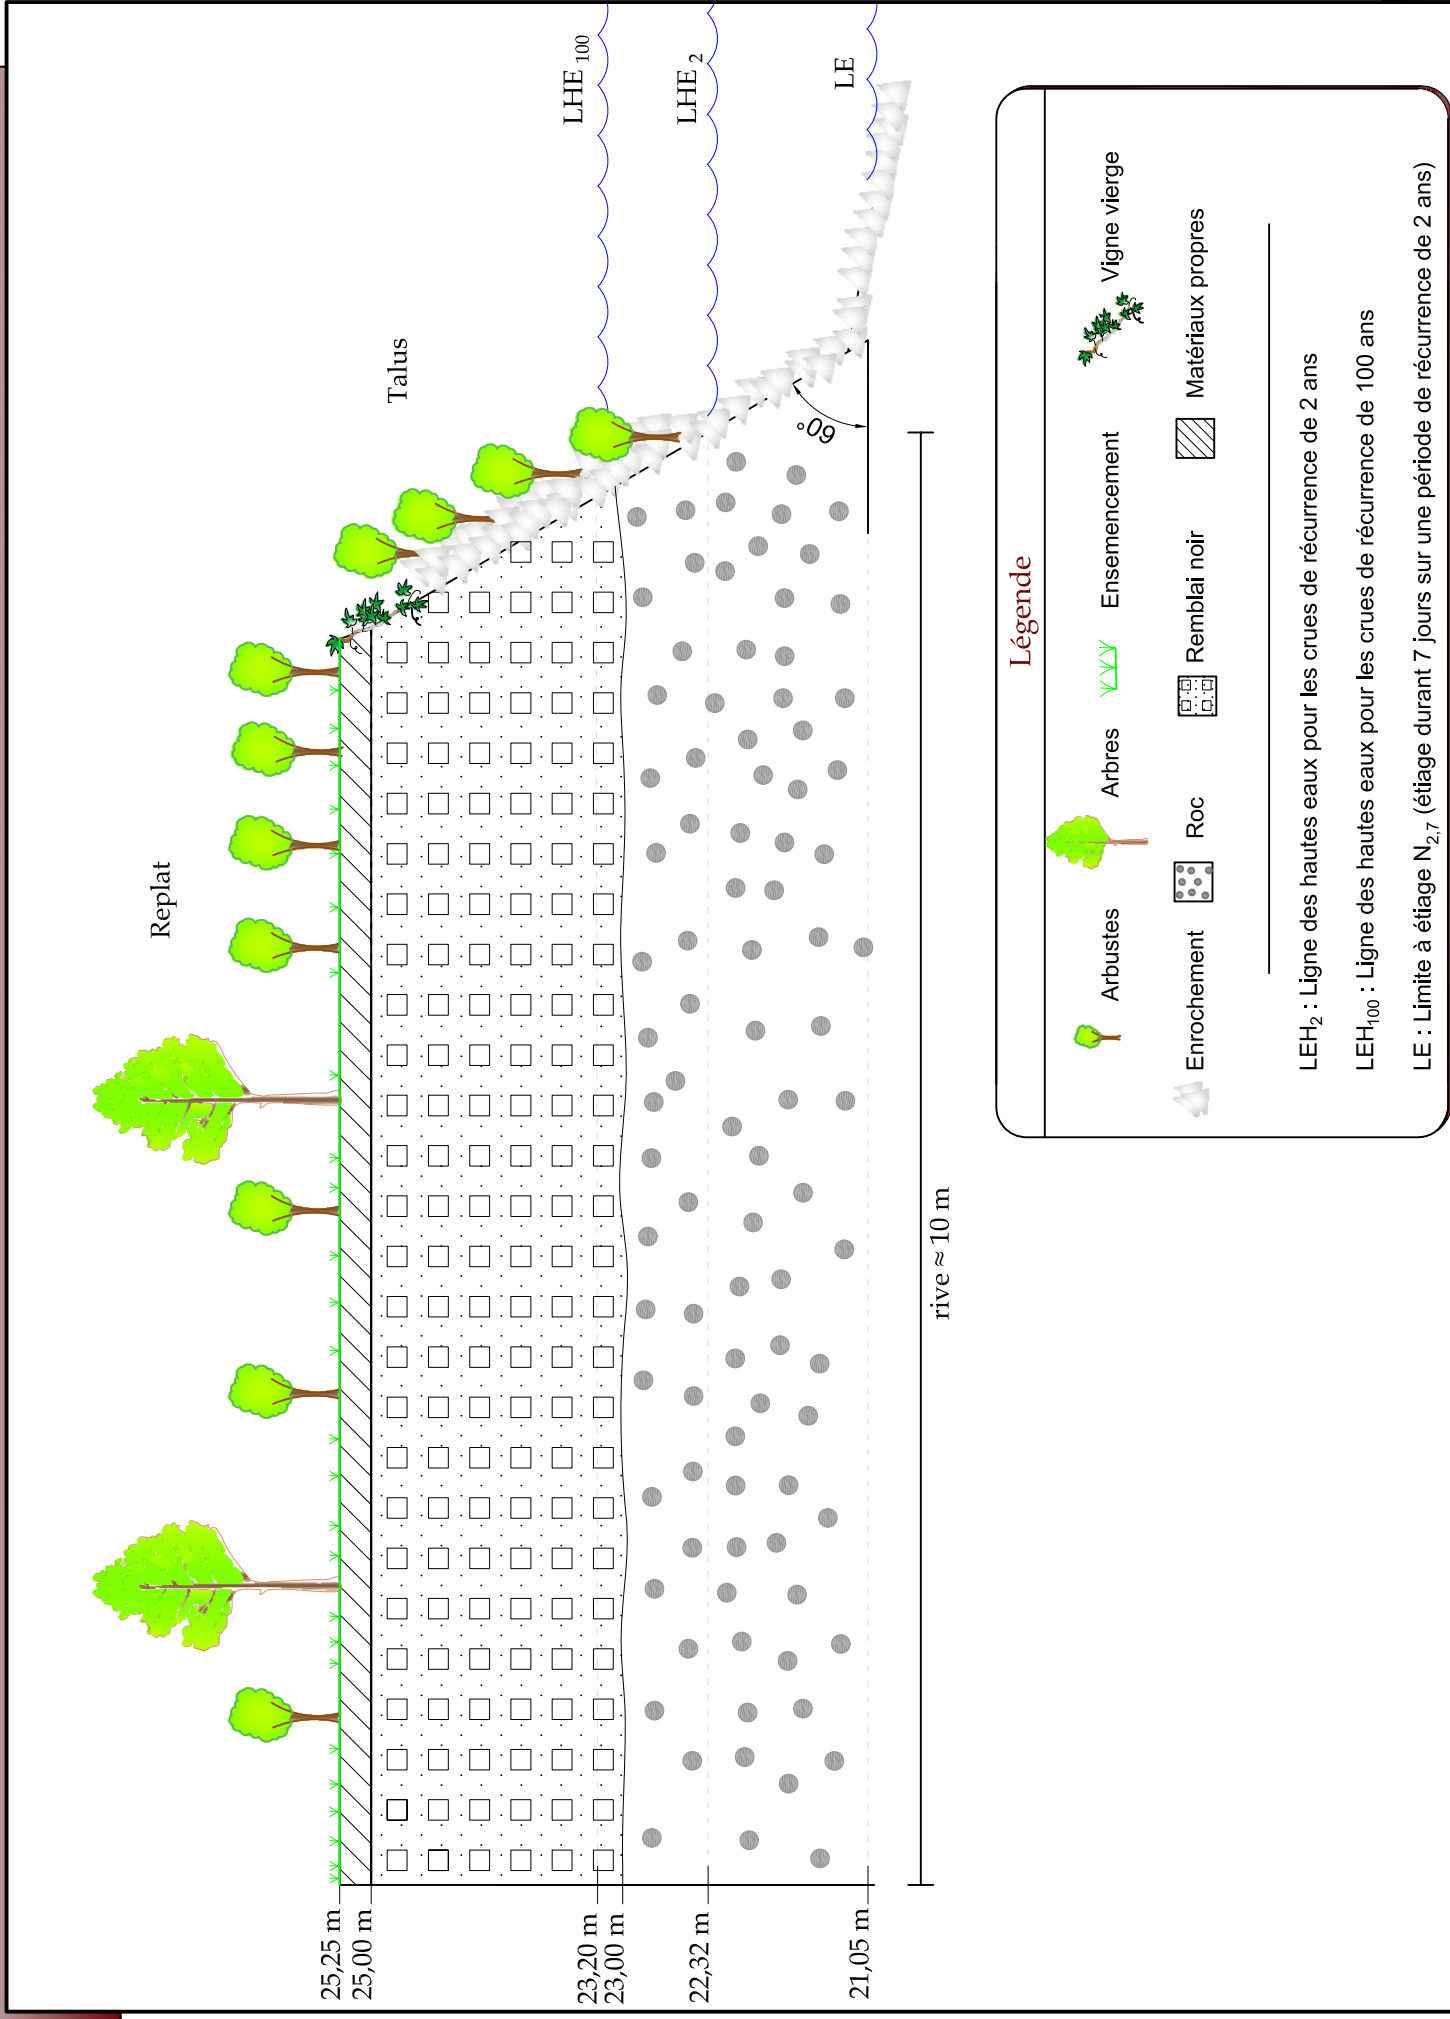 Replat
Talus
LHE 100
LHE 2
LE
25,25 m
25,00 m
23,20 m
23,00 m
22,32 m
21,05 m
60°
rive ≈ 10 m
Légende
Arbustes Arbres Ensemencement Vigne vierge
Enrochement Roc Remblai noir Matériaux propres
LEH2 : Ligne des hautes eaux pour les crues de récurrence de 2 ans
LEH100 : Ligne des hautes eaux pour les crues de récurrence de 100 ans
LE : Limite à étiage N2,7 (étiage durant 7 jours sur une période de récurrence de 2 ans)